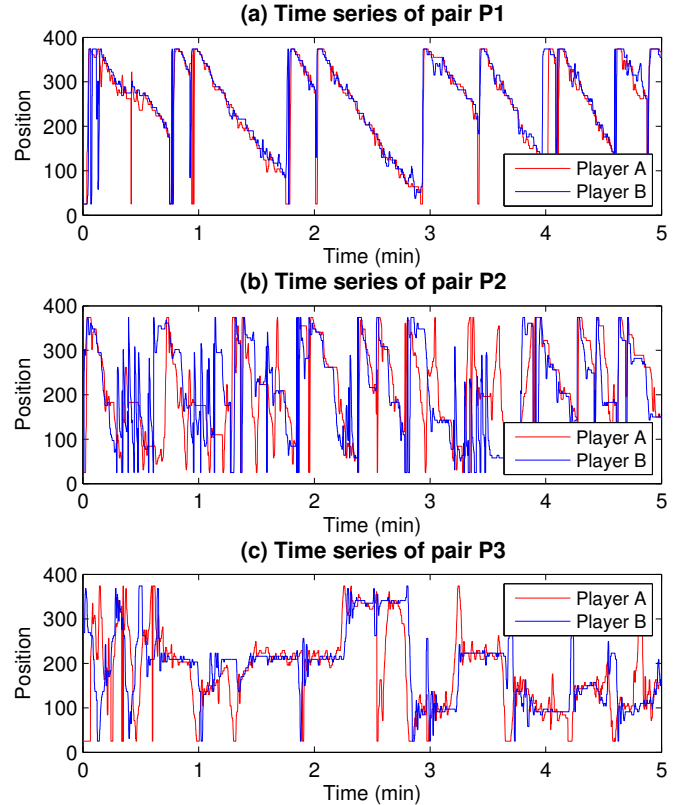 (a) Time series of pair P1
400
300
200
100
0
Position
Player A
Player B
0 1 2 3 4 5
Time (min)
(b) Time series of pair P2
400
300
200
100
0
Position
Player A
Player B
0 1 2 3 4 5
Time (min)
(c) Time series of pair P3
400
300
200
100
0
Position
Player A
Player B
0 1 2 3 4 5
Time (min)